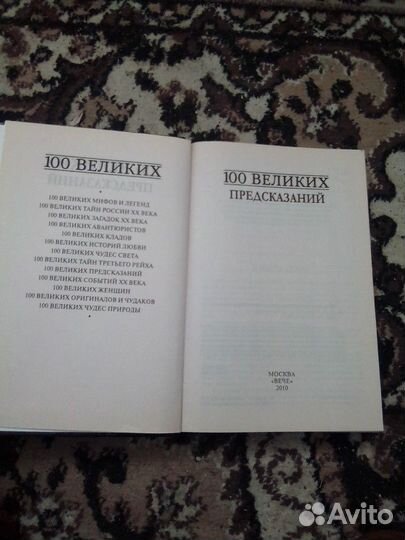 100 ВЕЛИКИХ
100 ВЕЛИКИХ МИФОВ И ЛЕГЕНД
100 ВЕЛИКИХ ТАЙН РОССИИ XX ВЕКА
100 ВЕЛИКИХ ЗАГАДОК XX ВЕКА
100 ВЕЛИКИХ АВАНТЮРИСТОВ
100 ВЕЛИКИХ КЛАДОВ
100 ВЕЛИКИХ ИСТОРИЙ ЛЮБВИ
100 ВЕЛИКИХ ЧУДЕС СВЕТА
100 ВЕЛИКИХ ТАЙН ТРЕТЬЕГО РЕЙХА
100 ВЕЛИКИХ ПРЕДСКАЗАНИЙ
100 ВЕЛИКИХ СОБЫТИЙ XX ВЕКА
100 ВЕЛИКИХ ЖЕНЩИН
100 ВЕЛИКИХ ОРИГИНАЛОВ И ЧУДАКОВ
100 ВЕЛИКИХ ЧУДЕС ПРИРОДЫ
100 ВЕЛИКИХ
ПРЕДСКАЗАНИЙ
МОСКВА
«ВЕЧЕ»
2010
Avito